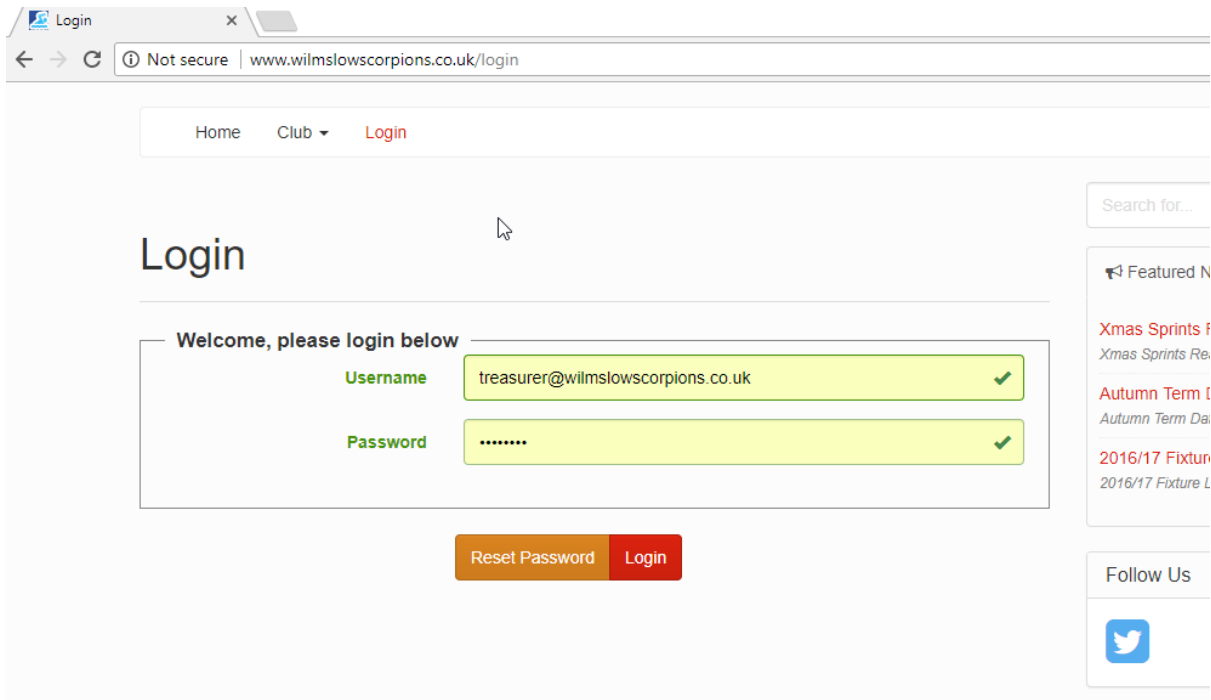 Login
Not secure | www.wilmslowscorpions.co.uk/login
Home Club Login
Search for...
Login
Featured N
Welcome, please login below
Xmas Sprints
Xmas Sprints Re
Username treasurer@wilmslowscorpions.co.uk
Autumn Term
Autumn Term Da
Password ••••••••
2016/17 Fixtur
2016/17 Fixture L
Reset Password Login
Follow Us